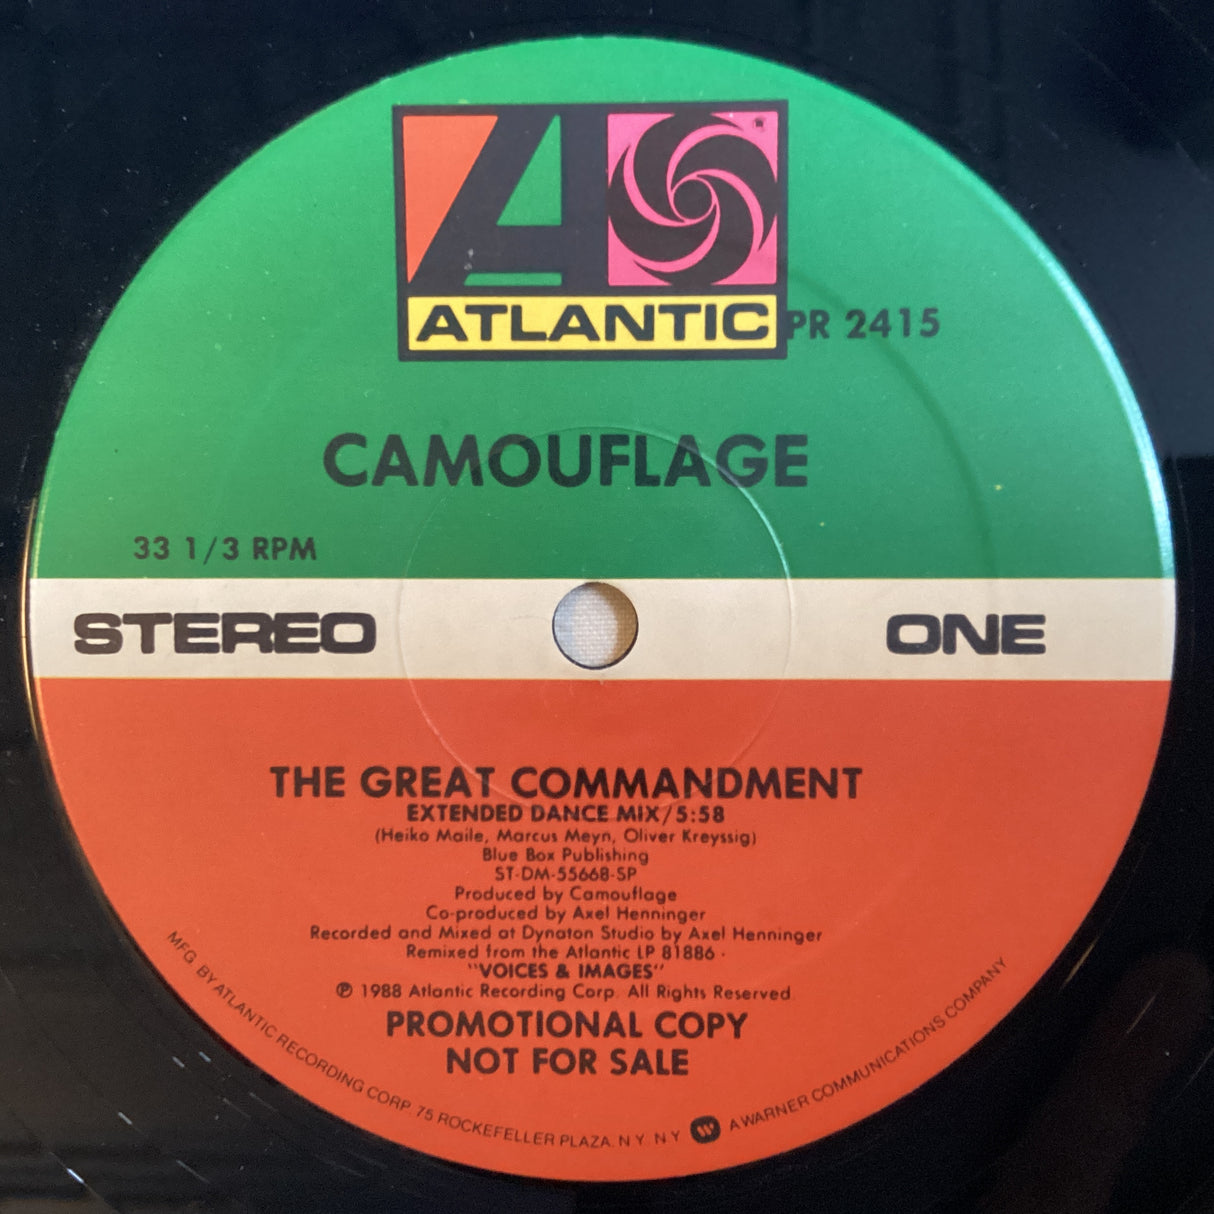 ATLANTIC
PR 2415
CAMOUFLAGE
33 1/3 RPM
STEREO
ONE
THE GREAT COMMANDMENT
EXTENDED DANCE MIX/5:58
(Heiko Maile, Marcus Meyn, Oliver Kreyssig)
Blue Box Publishing
ST-DM-55668-SP
Produced by Camouflage
Co-produced by Axel Henninger
Recorded and Mixed at Dynaton Studio by Axel Henninger
Remixed from the Atlantic LP 81886 ·
"VOICES & IMAGES"
℗ 1988 Atlantic Recording Corp. All Rights Reserved.
PROMOTIONAL COPY
NOT FOR SALE
MFG. BY ATLANTIC RECORDING CORP. 75 ROCKEFELLER PLAZA. N.Y. N.Y. A WARNER COMMUNICATIONS COMPANY